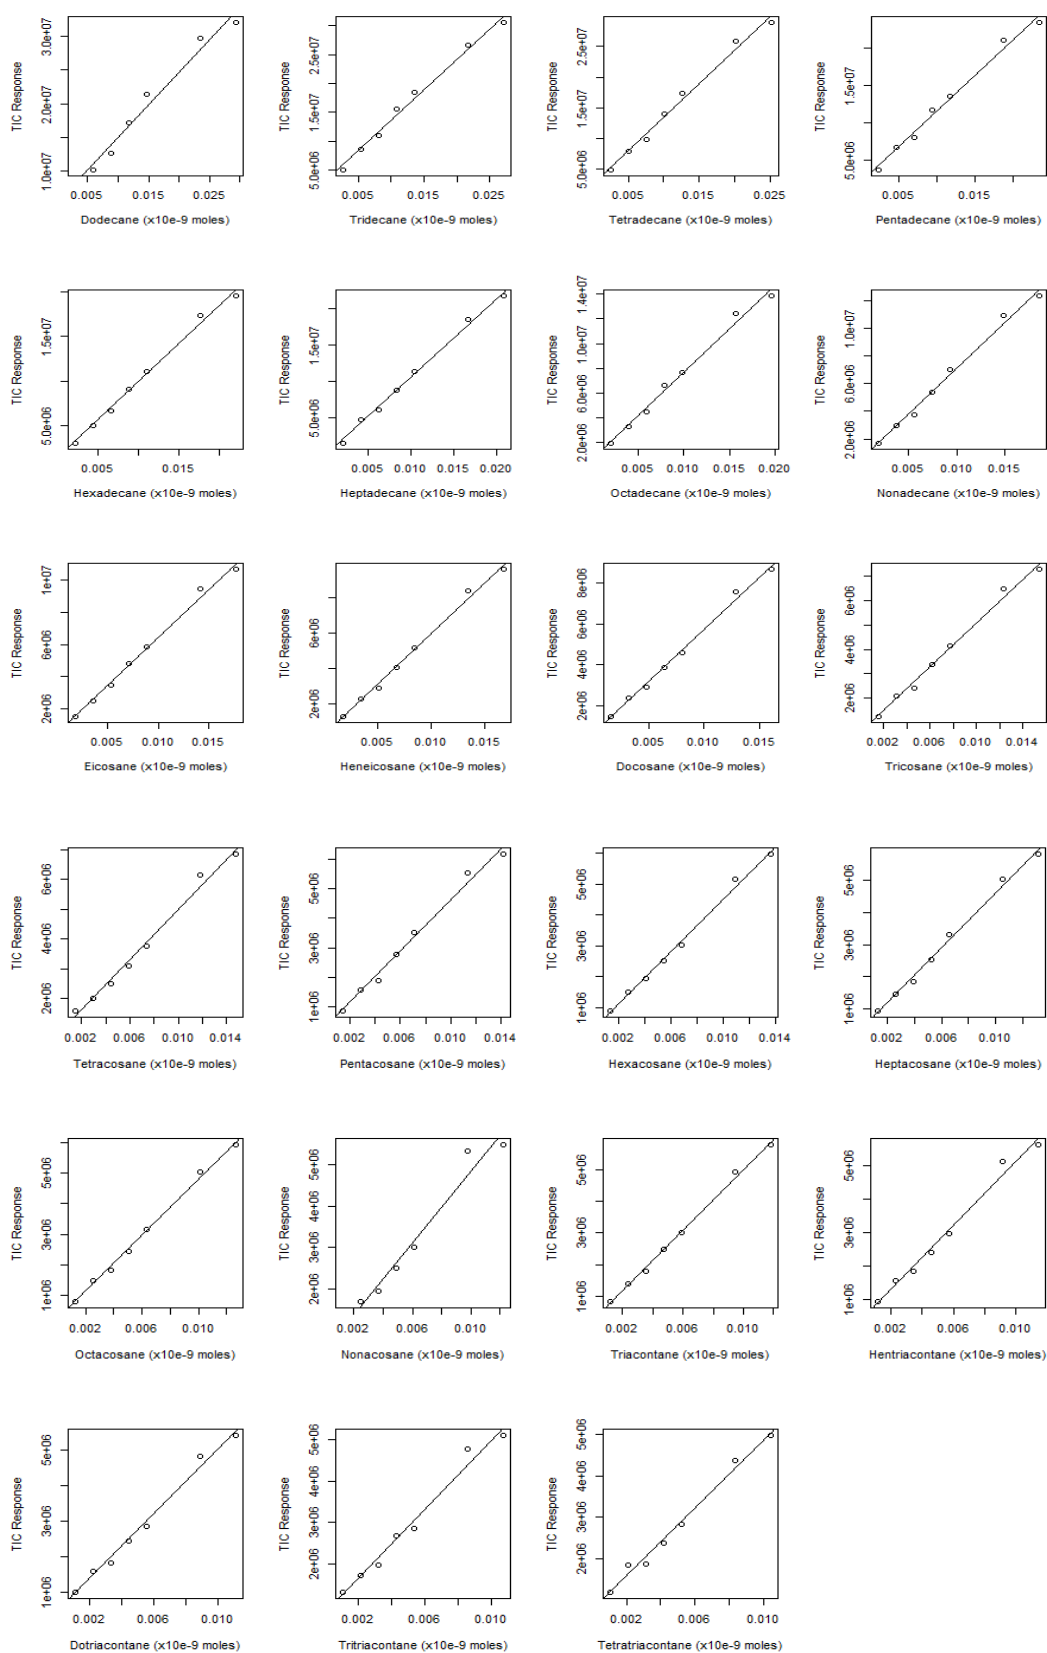 TIC Response
1.0e+07 2.0e+07 3.0e+07
0.005 0.015 0.025
Dodecane (x10e-9 moles)
TIC Response
5.0e+06 1.5e+07 2.5e+07
0.005 0.015 0.025
Tridecane (x10e-9 moles)
TIC Response
5.0e+06 1.5e+07 2.5e+07
0.005 0.015 0.025
Tetradecane (x10e-9 moles)
TIC Response
5.0e+06 1.5e+07
0.005 0.015
Pentadecane (x10e-9 moles)
TIC Response
5.0e+06 1.5e+07
0.005 0.015
Hexadecane (x10e-9 moles)
TIC Response
5.0e+06 1.5e+07
0.005 0.010 0.015 0.020
Heptadecane (x10e-9 moles)
TIC Response
2.0e+06 6.0e+06 1.0e+07 1.4e+07
0.005 0.010 0.015 0.020
Octadecane (x10e-9 moles)
TIC Response
2.0e+06 6.0e+06 1.0e+07
0.005 0.010 0.015
Nonadecane (x10e-9 moles)
TIC Response
2e+06 6e+06 1e+07
0.005 0.010 0.015
Eicosane (x10e-9 moles)
TIC Response
2e+06 6e+06
0.005 0.010 0.015
Heneicosane (x10e-9 moles)
TIC Response
2e+06 4e+06 6e+06 8e+06
0.005 0.010 0.015
Docosane (x10e-9 moles)
TIC Response
2e+06 4e+06 6e+06
0.002 0.006 0.010 0.014
Tricosane (x10e-9 moles)
TIC Response
2e+06 4e+06 6e+06
0.002 0.006 0.010 0.014
Tetracosane (x10e-9 moles)
TIC Response
1e+06 3e+06 5e+06
0.002 0.006 0.010 0.014
Pentacosane (x10e-9 moles)
TIC Response
1e+06 3e+06 5e+06
0.002 0.006 0.010 0.014
Hexacosane (x10e-9 moles)
TIC Response
1e+06 3e+06 5e+06
0.002 0.006 0.010
Heptacosane (x10e-9 moles)
TIC Response
1e+06 3e+06 5e+06
0.002 0.006 0.010
Octacosane (x10e-9 moles)
TIC Response
2e+06 3e+06 4e+06 5e+06
0.002 0.006 0.010
Nonacosane (x10e-9 moles)
TIC Response
1e+06 3e+06 5e+06
0.002 0.006 0.010
Triacontane (x10e-9 moles)
TIC Response
1e+06 3e+06 5e+06
0.002 0.006 0.010
Hentriacontane (x10e-9 moles)
TIC Response
1e+06 3e+06 5e+06
0.002 0.006 0.010
Dotriacontane (x10e-9 moles)
TIC Response
2e+06 3e+06 4e+06 5e+06
0.002 0.006 0.010
Tritriacontane (x10e-9 moles)
TIC Response
2e+06 3e+06 4e+06 5e+06
0.002 0.006 0.010
Tetratriacontane (x10e-9 moles)